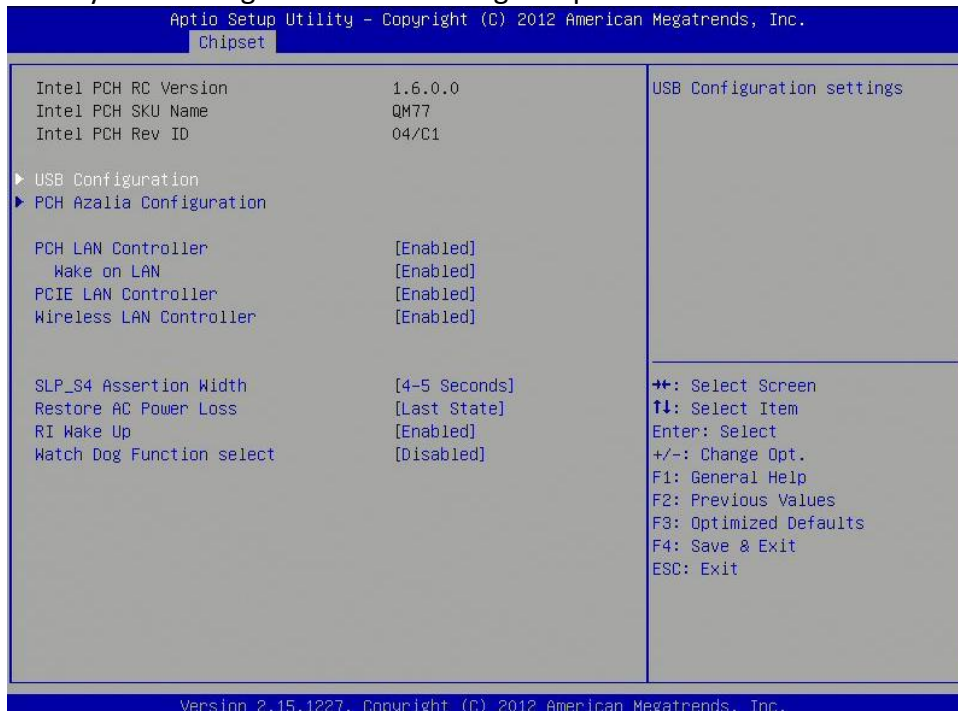 Aptio Setup Utility – Copyright (C) 2012 American Megatrends, Inc.
Chipset
Intel PCH RC Version 1.6.0.0
Intel PCH SKU Name QM77
Intel PCH Rev ID 04/C1
USB Configuration
PCH Azalia Configuration
PCH LAN Controller [Enabled]
Wake on LAN [Enabled]
PCIE LAN Controller [Enabled]
Wireless LAN Controller [Enabled]
SLP_S4 Assertion Width [4-5 Seconds]
Restore AC Power Loss [Last State]
RI Wake Up [Enabled]
Watch Dog Function select [Disabled]
USB Configuration settings
→←: Select Screen
↑↓: Select Item
Enter: Select
+/-: Change Opt.
F1: General Help
F2: Previous Values
F3: Optimized Defaults
F4: Save & Exit
ESC: Exit
Version 2.15.1227. Copyright (C) 2012 American Megatrends, Inc.